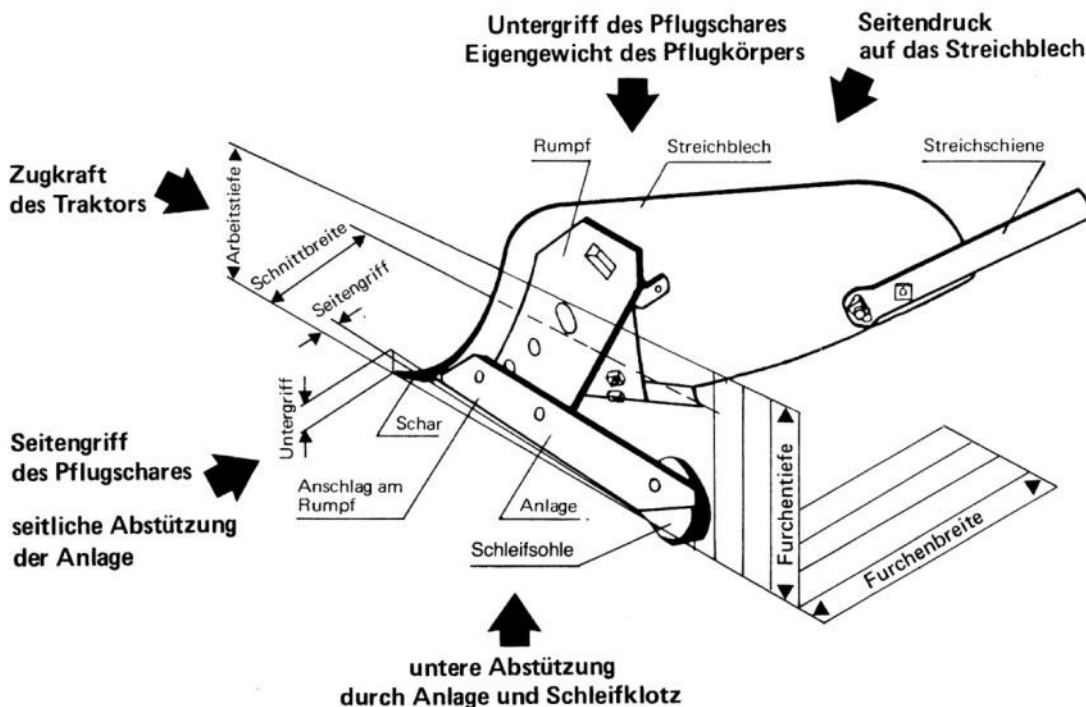 Untergriff des Pflugschares
Eigengewicht des Pflugkörpers
Seitendruck
auf das Streichblech
Rumpf
Streichblech
Streichschiene
Zugkraft
des Traktors
Arbeitstiefe
Schnittbreite
Seitengriff
Untergriff
Schar
Seitengriff
des Pflugschares
seitliche Abstützung
der Anlage
Anschlag am
Rumpf
Anlage
Schleifsohle
Furchentiefe
Furchenbreite
untere Abstützung
durch Anlage und Schleifklotz